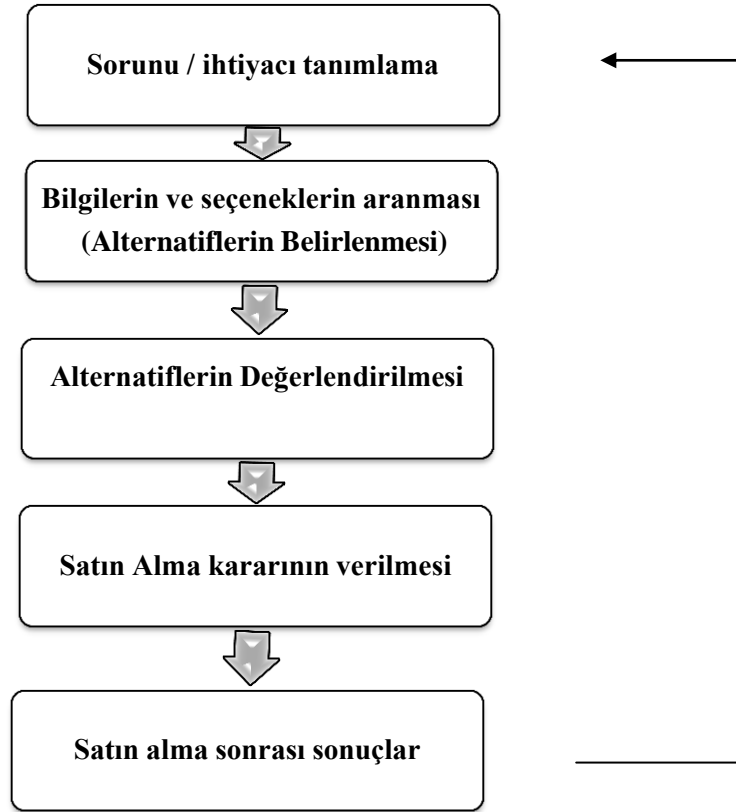 Sorunu / ihtiyacı tanımlama
Bilgilerin ve seçeneklerin aranması
(Alternatiflerin Belirlenmesi)
Alternatiflerin Değerlendirilmesi
Satın Alma kararının verilmesi
Satın alma sonrası sonuçlar